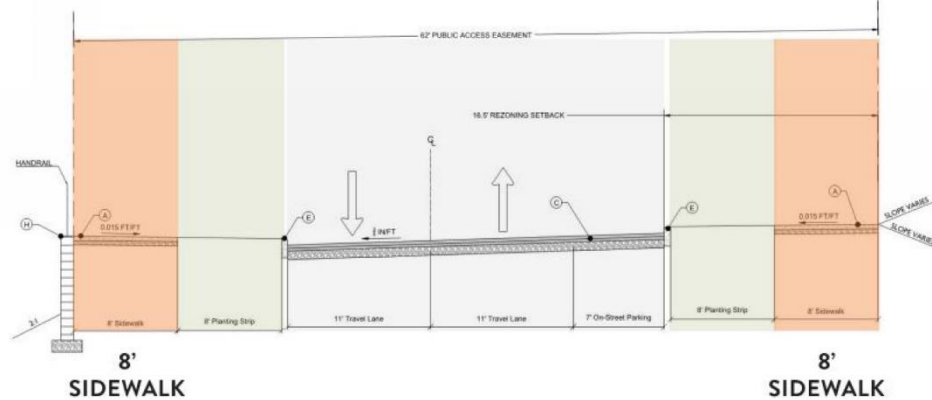 62' PUBLIC ACCESS EASEMENT
16.5' REZONING SETBACK
HANDRAIL
H
A
0.015 FT/FT
E
IN/FT
C
E
A
0.015 FT/FT
SLOPE VARIES
SLOPE VARIES
2:1
8' Sidewalk
8' Planting Strip
11' Travel Lane
11' Travel Lane
7' On-Street Parking
8' Planting Strip
8' Sidewalk
8'
SIDEWALK
8'
SIDEWALK